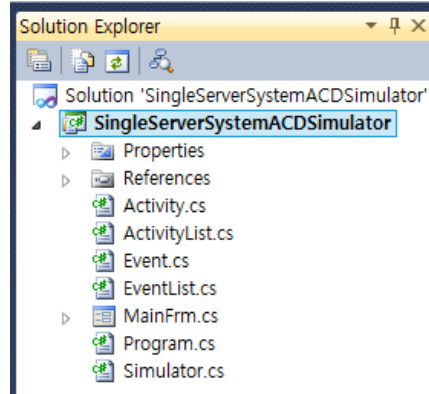 Solution Explorer
Solution 'SingleServerSystemACDSimulator'
SingleServerSystemACDSimulator
Properties
References
Activity.cs
ActivityList.cs
Event.cs
EventList.cs
MainFrm.cs
Program.cs
Simulator.cs